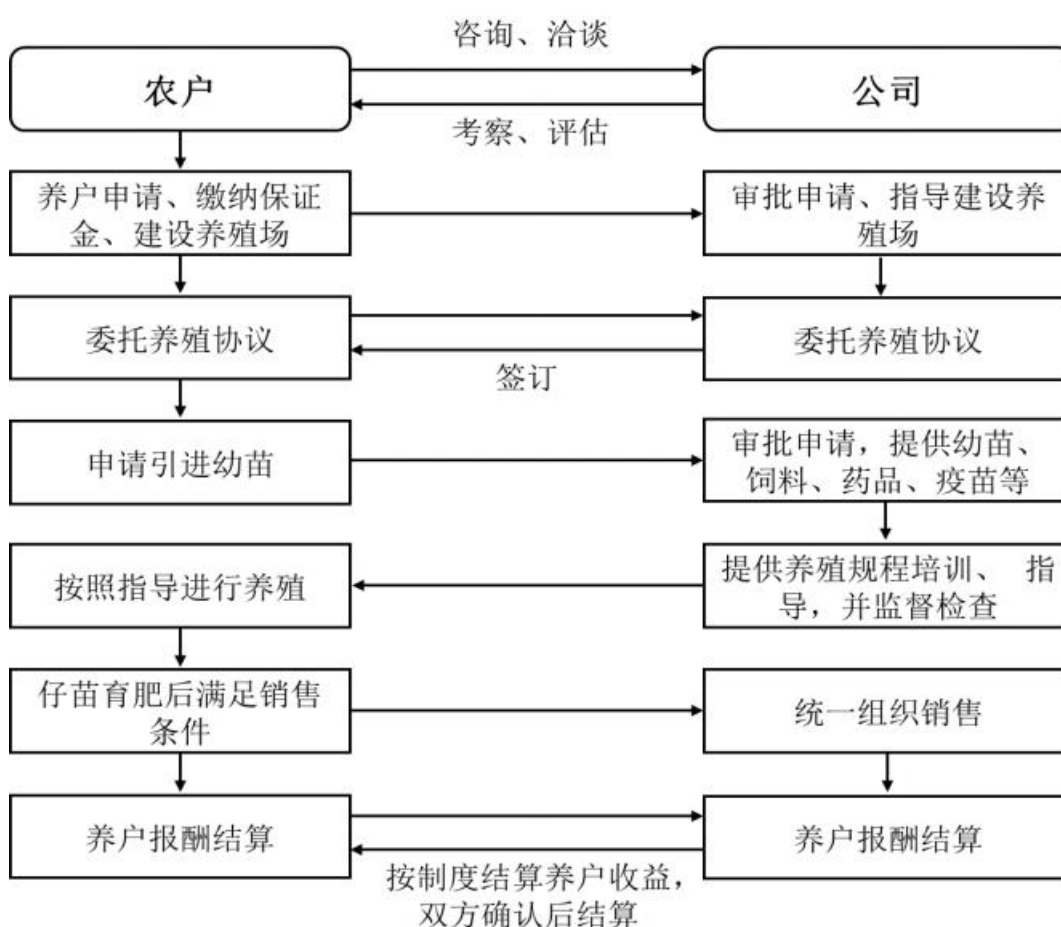 咨询、洽谈
农户
公司
考察、评估
养户申请、缴纳保证
金、建设养殖场
审批申请、指导建设养
殖场
委托养殖协议
委托养殖协议
签订
申请引进幼苗
审批申请，提供幼苗、
饲料、药品、疫苗等
按照指导进行养殖
提供养殖规程培训、 指
导，并监督检查
仔苗育肥后满足销售
条件
统一组织销售
养户报酬结算
养户报酬结算
按制度结算养户收益，
双方确认后结算